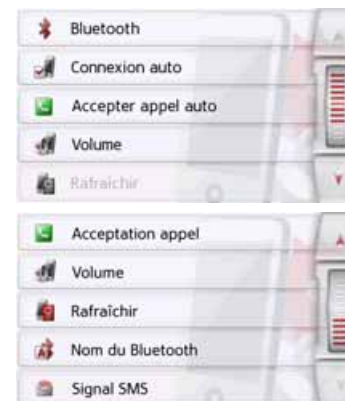 Bluetooth
Connexion auto
Accepter appel auto
Volume
Rafraîchir
Acceptation appel
Volume
Rafraîchir
Nom du Bluetooth
Signal SMS